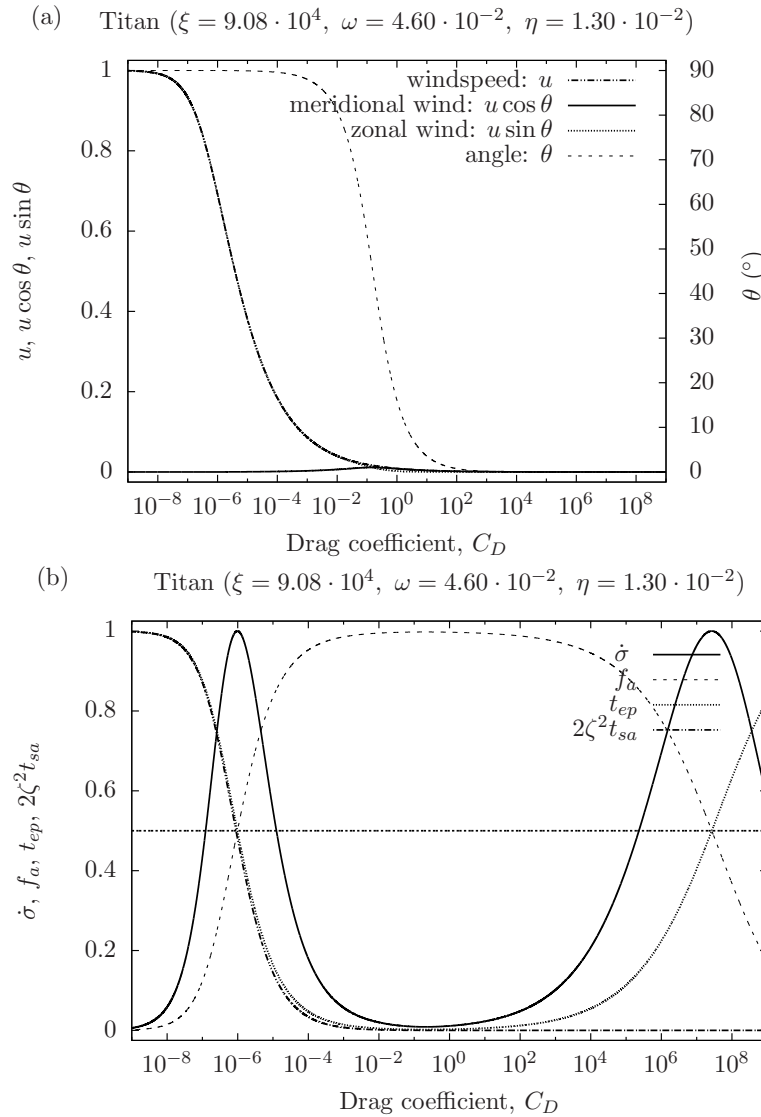 (a) Titan (ξ = 9.08 · 10⁴, ω = 4.60 · 10⁻², η = 1.30 · 10⁻²)
windspeed: u
meridional wind: u cos θ
zonal wind: u sin θ
angle: θ
1
0.8
0.6
0.4
0.2
0
90
80
70
60
50
40
30
20
10
0
u, u cos θ, u sin θ
θ (°)
10⁻⁸ 10⁻⁶ 10⁻⁴ 10⁻² 10⁰ 10² 10⁴ 10⁶ 10⁸
Drag coefficient, C_D
(b) Titan (ξ = 9.08 · 10⁴, ω = 4.60 · 10⁻², η = 1.30 · 10⁻²)
σ̇
f_a
t_ep
2ζ²t_sa
1
0.8
0.6
0.4
0.2
0
σ̇, f_a, t_ep, 2ζ²t_sa
10⁻⁸ 10⁻⁶ 10⁻⁴ 10⁻² 10⁰ 10² 10⁴ 10⁶ 10⁸
Drag coefficient, C_D